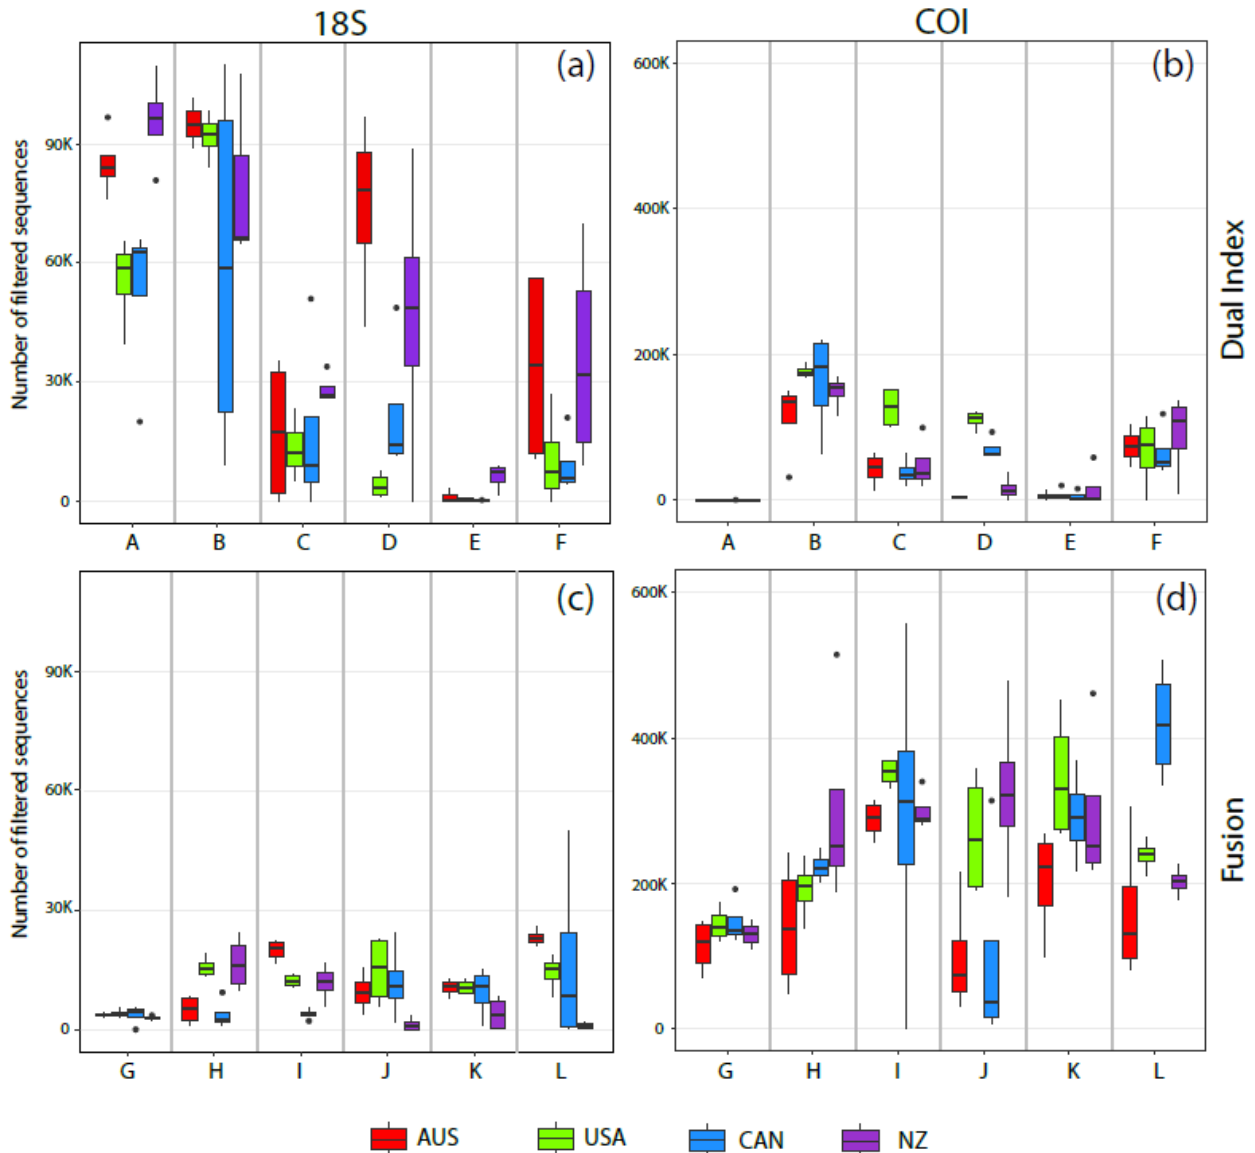 18S
COI
(a)
Number of filtered sequences
90K
60K
30K
0
A B C D E F
(b)
600K
400K
200K
0
A B C D E F
Dual Index
(c)
Number of filtered sequences
90K
60K
30K
0
G H I J K L
(d)
600K
400K
200K
0
G H I J K L
Fusion
AUS USA CAN NZ